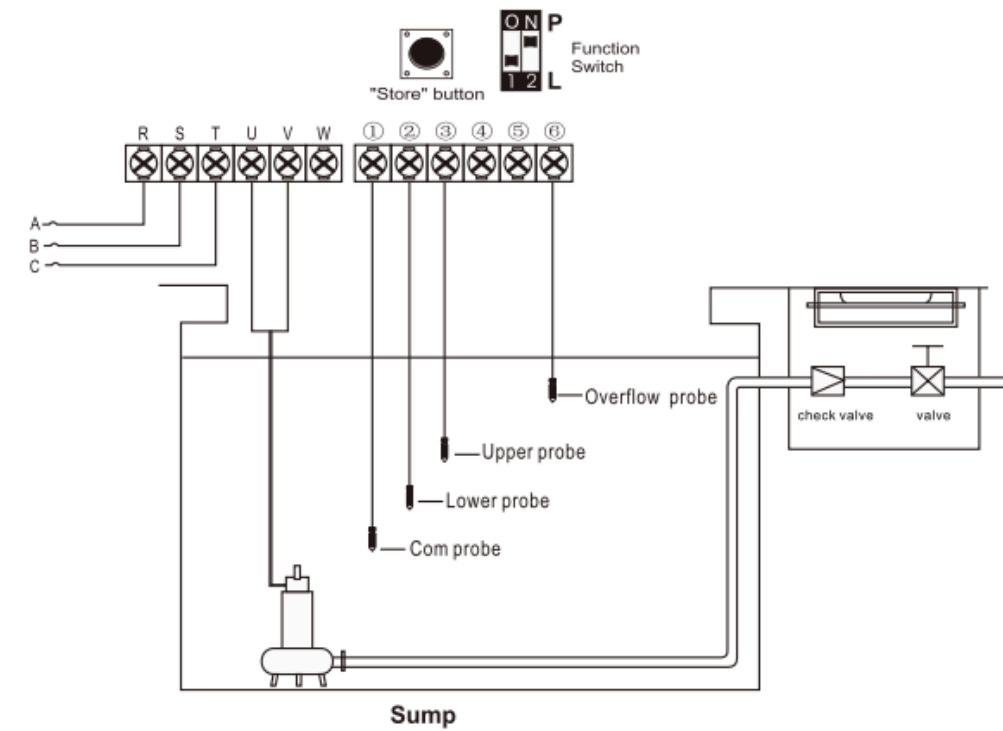 ON P
Function
Switch
1 2 L
"Store" button
R S T U V W ① ② ③ ④ ⑤ ⑥
A
B
C
Overflow probe
check valve
valve
Upper probe
Lower probe
Com probe
Sump